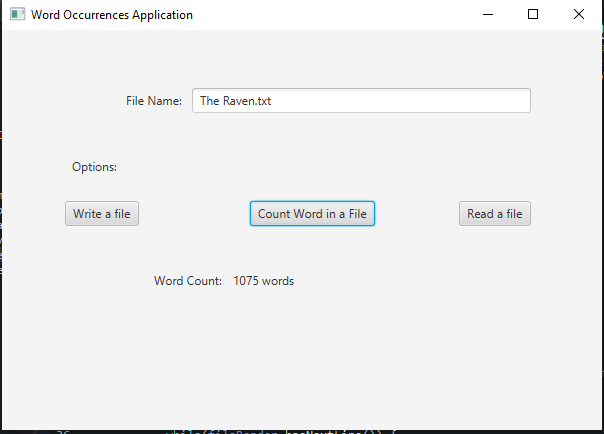 Word Occurrences Application
File Name: The Raven.txt
Options:
Write a file Count Word in a File Read a file
Word Count: 1075 words